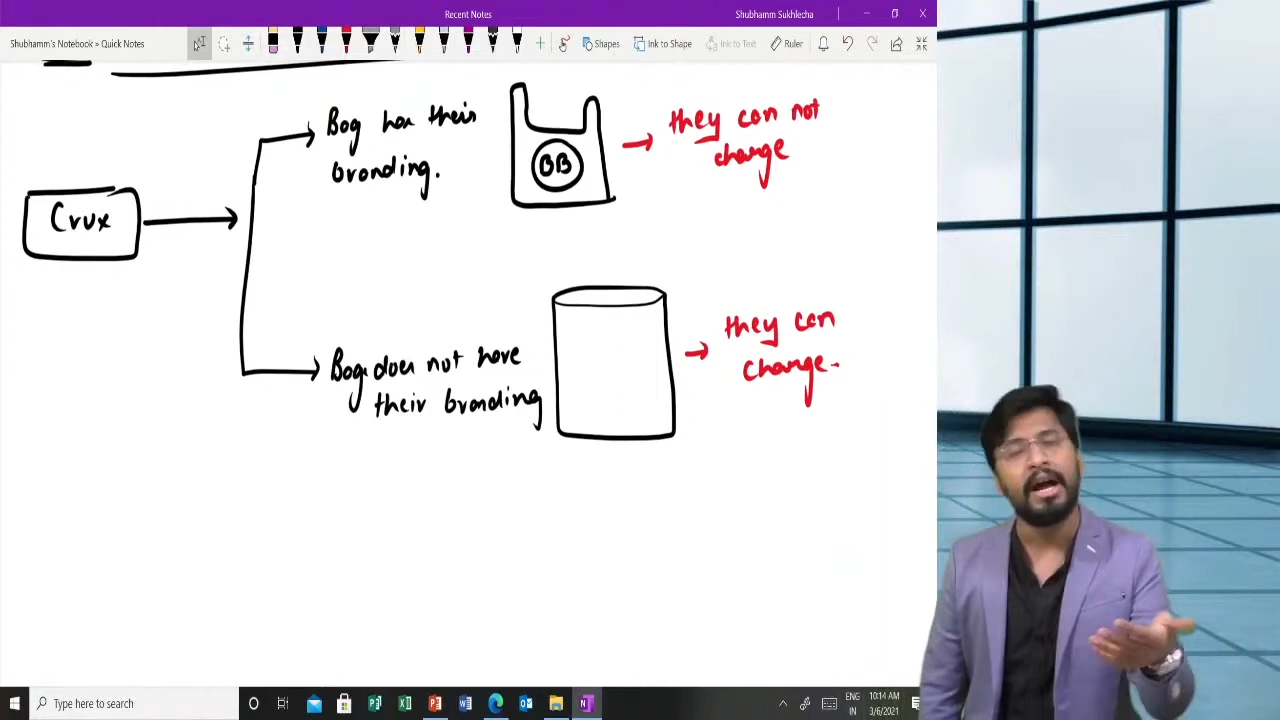 Recent Notes
Shubhamm Sukhlecha
Shubhamm's Notebook » Quick Notes
Shapes
Ink to Shape
Ink to Text
Ruler
Bag has their
branding.
BB
they can not
charge
Crux
Bag does not have
their branding
they can
charge.
Type here to search
ENG
IN
10:14 AM
3/6/2021